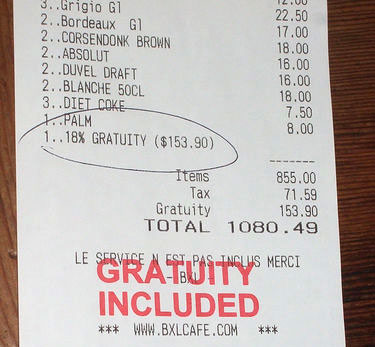 3..Grigio Gl 12.00
2..Bordeaux Gl 22.50
2..CORSENDONK BROWN 17.00
2..ABSOLUT 18.00
2..DUVEL DRAFT 16.00
2..BLANCHE 50CL 16.00
3..DIET COKE 18.00
1..PALM 7.50
1..18% GRATUITY ($153.90) 8.00
-------
Items 855.00
Tax 71.59
Gratuity 153.90
TOTAL 1080.49
LE SERVICE N EST PAS INCLUS MERCI
- BXL
GRATUITY
INCLUDED
*** WWW.BXLCAFE.COM ***